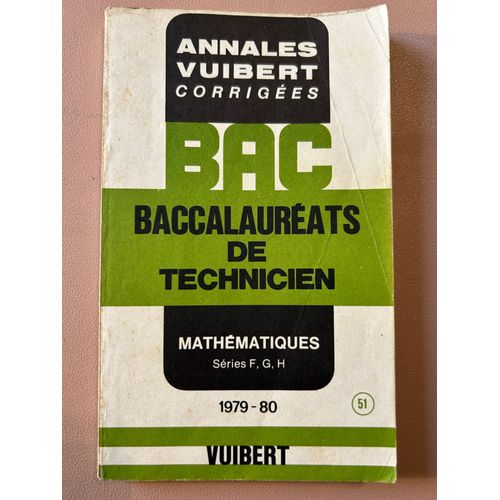 ANNALES
VUIBERT
CORRIGÉES
BAC
BACCALAURÉATS
DE
TECHNICIEN
MATHÉMATIQUES
Séries F, G, H
1979-80
51
VUIBERT